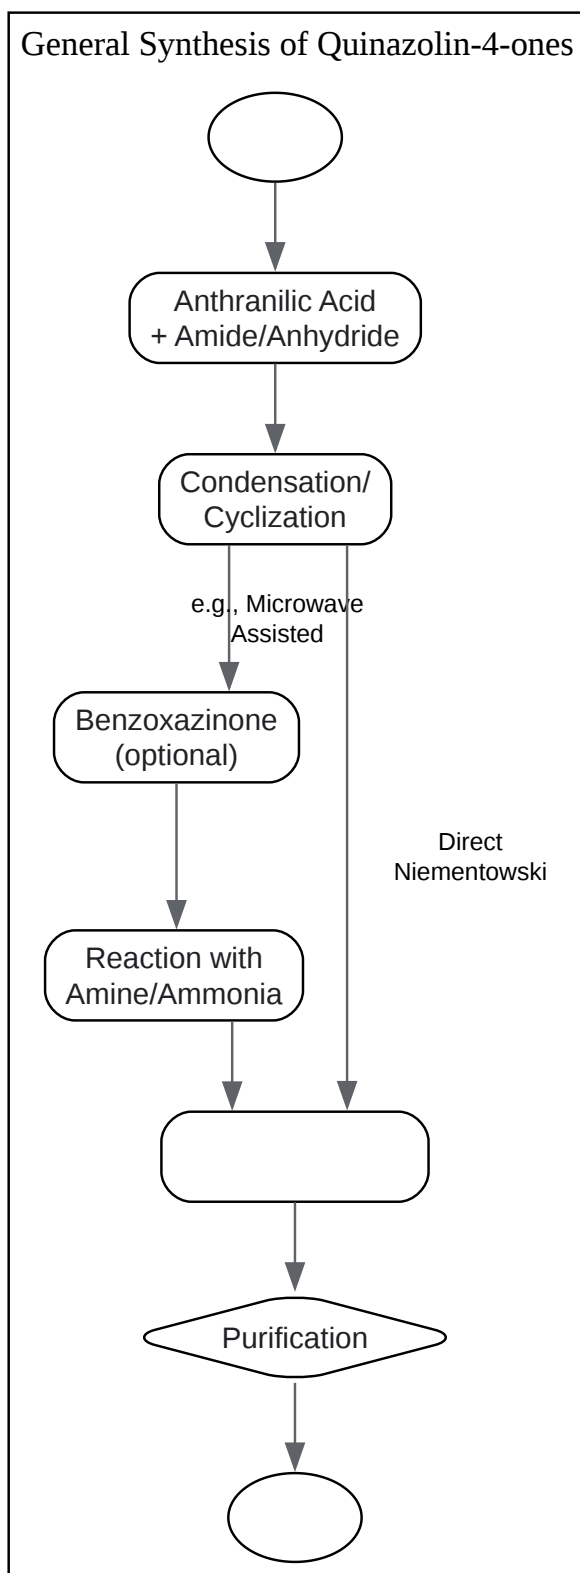 General Synthesis of Quinazolin-4-ones
Anthranilic Acid
+ Amide/Anhydride
Condensation/
Cyclization
e.g., Microwave
Assisted
Benzoxazinone
(optional)
Direct
Niementowski
Reaction with
Amine/Ammonia
Purification